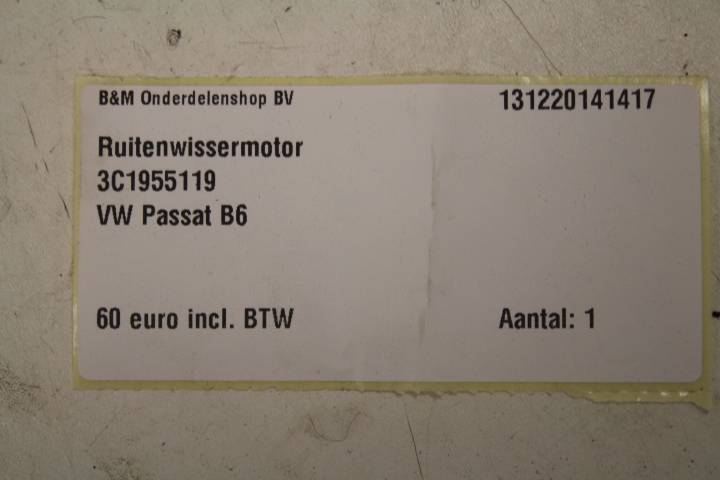 B&M Onderdelenshop BV 131220141417
Ruitenwissermotor
3C1955119
VW Passat B6
60 euro incl. BTW Aantal: 1